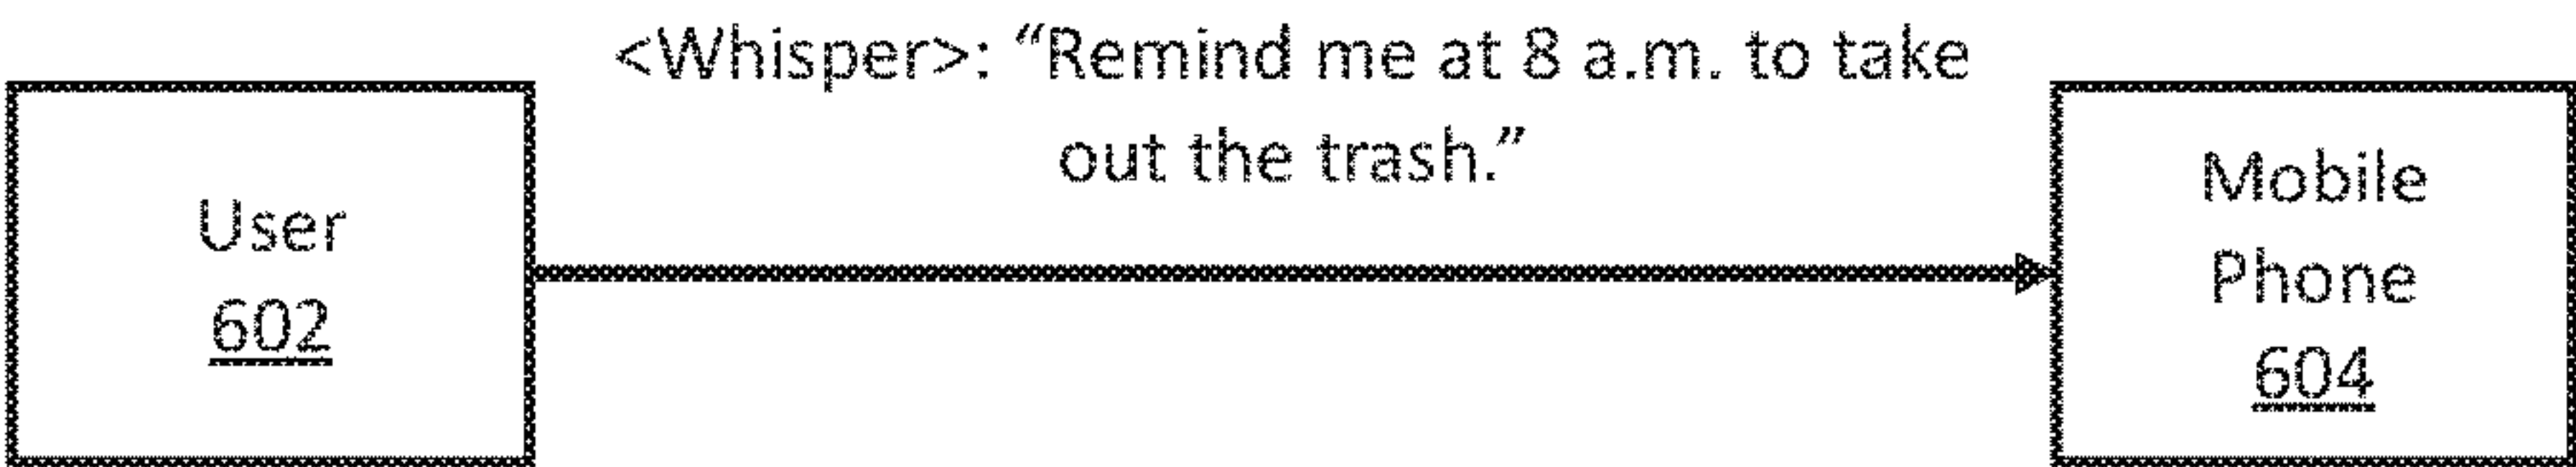 <Whisper>: “Remind me at 8 a.m. to take
out the trash.”
User
602
Mobile
Phone
604